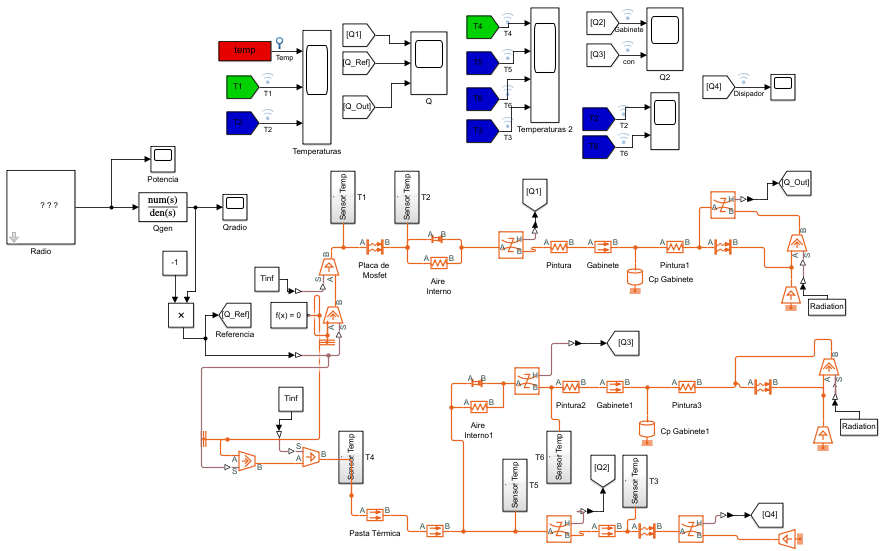 temp
Temp
T1
T1
T2
Temperaturas
[Q1]
[Q_Ref]
[Q_Out]
Q
T4
T4
T5
T6
T3
Temperaturas 2
[Q2]
Gabinete
[Q3]
con
Q2
T2
T6
[Q4]
Disipador
? ? ?
Radio
Potencia
num(s)
den(s)
Qgen
Qradio
-1
×
[Q_Ref]
Referencia
Tinf
f(x) = 0
S
A
B
S
A
B
Sensor Temp
T1
Sensor Temp
T2
A
B
Placa de
Mosfet
A
B
A
B
Aire
Interno
[Q1]
A
B
H
A
B
Pintura
A
B
Gabinete
Cp Gabinete
A
B
Pintura1
A
B
H
A
B
[Q_Out]
B
A
S
Radiation
Tinf
S
A
B
S
A
B
Sensor Temp
T4
A
B
Pasta Térmica
A
B
A
B
A
B
Aire
Interno1
A
B
H
[Q3]
A
B
Pintura2
A
B
Gabinete1
Cp Gabinete1
A
B
Pintura3
A
B
B
A
S
Radiation
Sensor Temp
T5
Sensor Temp
T6
[Q2]
Sensor Temp
T3
A
B
H
A
B
A
B
A
B
H
[Q4]